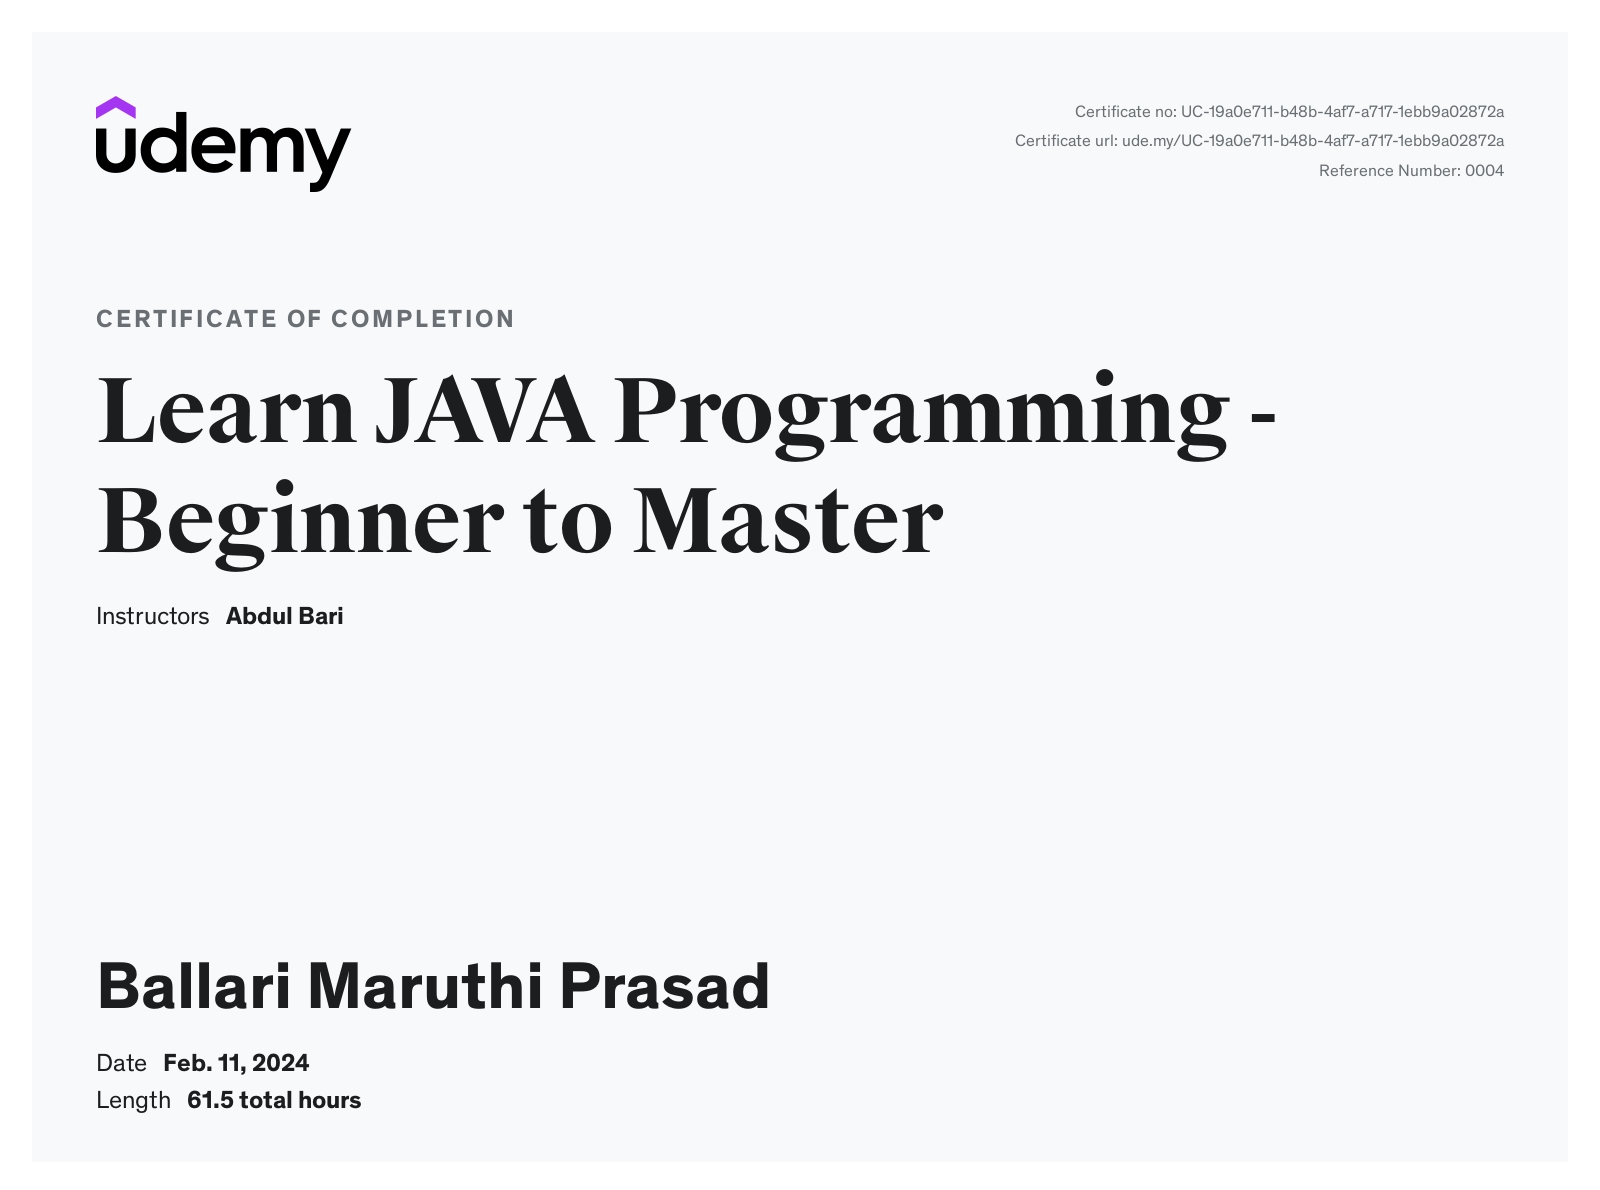 udemy
Certificate no: UC-19a0e711-b48b-4af7-a717-1ebb9a02872a
Certificate url: ude.my/UC-19a0e711-b48b-4af7-a717-1ebb9a02872a
Reference Number: 0004
CERTIFICATE OF COMPLETION
Learn JAVA Programming -
Beginner to Master
Instructors Abdul Bari
Ballari Maruthi Prasad
Date Feb. 11, 2024
Length 61.5 total hours